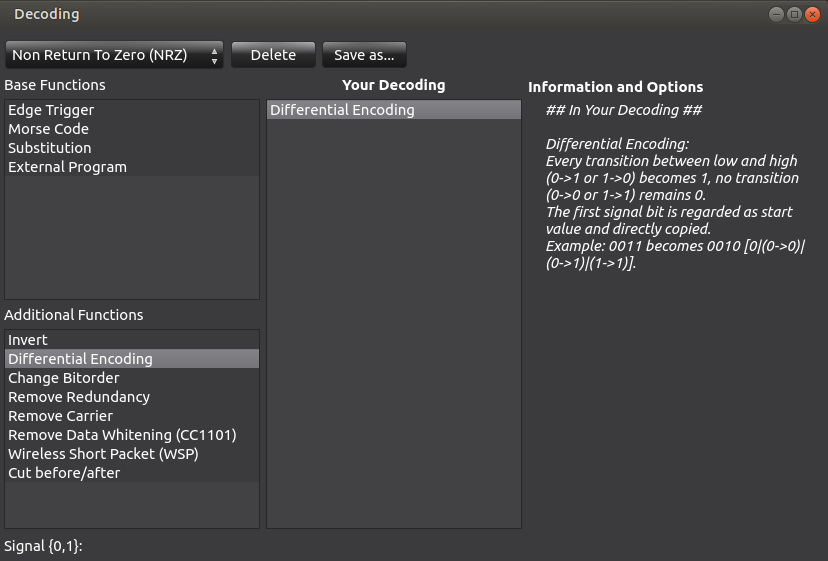 Decoding
Non Return To Zero (NRZ)
Delete
Save as...
Base Functions
Edge Trigger
Morse Code
Substitution
External Program
Additional Functions
Invert
Differential Encoding
Change Bitorder
Remove Redundancy
Remove Carrier
Remove Data Whitening (CC1101)
Wireless Short Packet (WSP)
Cut before/after
Your Decoding
Differential Encoding
Information and Options
## In Your Decoding ##
Differential Encoding:
Every transition between low and high
(0->1 or 1->0) becomes 1, no transition
(0->0 or 1->1) remains 0.
The first signal bit is regarded as start
value and directly copied.
Example: 0011 becomes 0010 [0|(0->0)|
(0->1)|(1->1)].
Signal {0,1}: